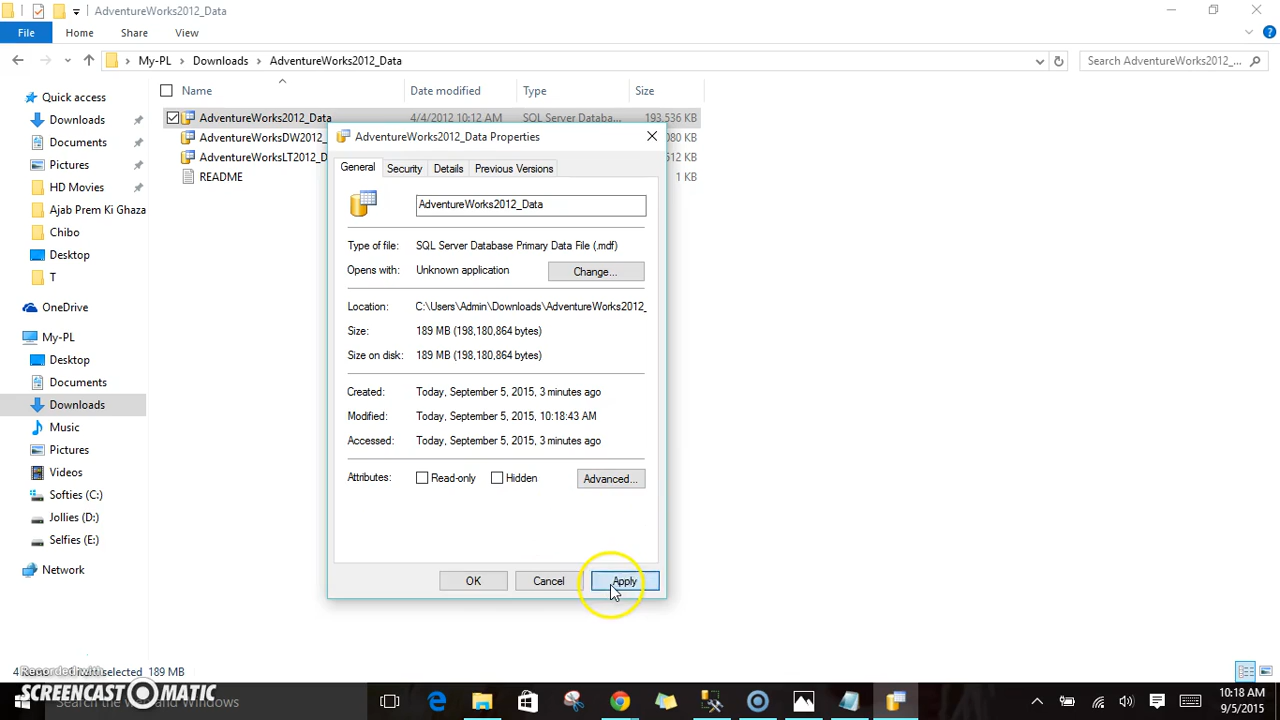 AdventureWorks2012_Data
File Home Share View
My-PL Downloads AdventureWorks2012_Data Search AdventureWorks2012_...
Name Date modified Type Size
Quick access
Downloads
Documents
Pictures
HD Movies
Ajab Prem Ki Ghaza
Chibo
Desktop
T
OneDrive
My-PL
Desktop
Documents
Downloads
Music
Pictures
Videos
Softies (C:)
Jollies (D:)
Selfies (E:)
Network
AdventureWorks2012_Data 4/4/2012 10:12 AM SQL Server Databa... 193,536 KB
AdventureWorksDW2012_ 080 KB
AdventureWorksLT2012_D 512 KB
README 1 KB
AdventureWorks2012_Data Properties
General Security Details Previous Versions
AdventureWorks2012_Data
Type of file: SQL Server Database Primary Data File (.mdf)
Opens with: Unknown application Change...
Location: C:\Users\Admin\Downloads\AdventureWorks2012_
Size: 189 MB (198,180,864 bytes)
Size on disk: 189 MB (198,180,864 bytes)
Created: Today, September 5, 2015, 3 minutes ago
Modified: Today, September 5, 2015, 10:18:43 AM
Accessed: Today, September 5, 2015, 3 minutes ago
Attributes: Read-only Hidden Advanced...
OK Cancel Apply
selected 189 MB
Recorded with
SCREENCAST MATIC
Search the web and Windows
10:18 AM
9/5/2015